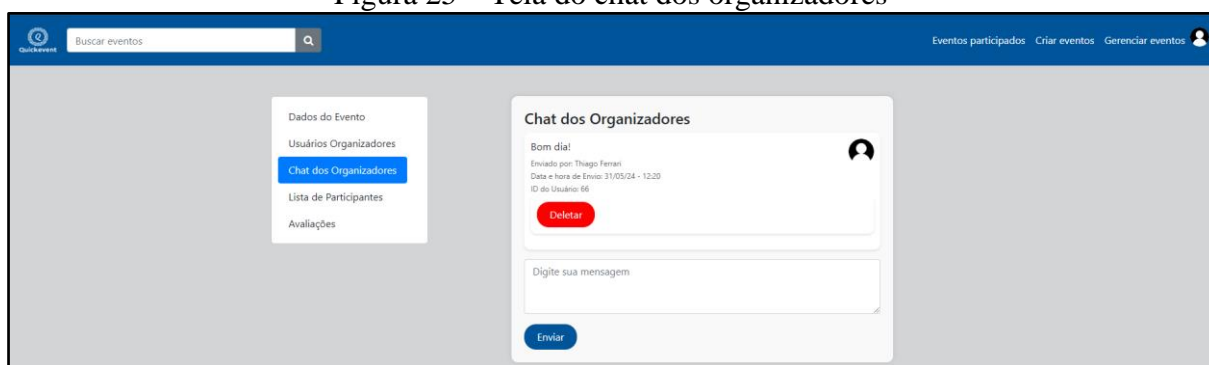 Figura 25 – Tela do chat dos organizadores
Quickevent
Buscar eventos
Eventos participados Criar eventos Gerenciar eventos
Dados do Evento
Usuários Organizadores
Chat dos Organizadores
Lista de Participantes
Avaliações
Chat dos Organizadores
Bom dia!
Enviado por: Thiago Ferrari
Data e hora de Envio: 31/05/24 - 12:20
ID do Usuário: 66
Deletar
Digite sua mensagem
Enviar